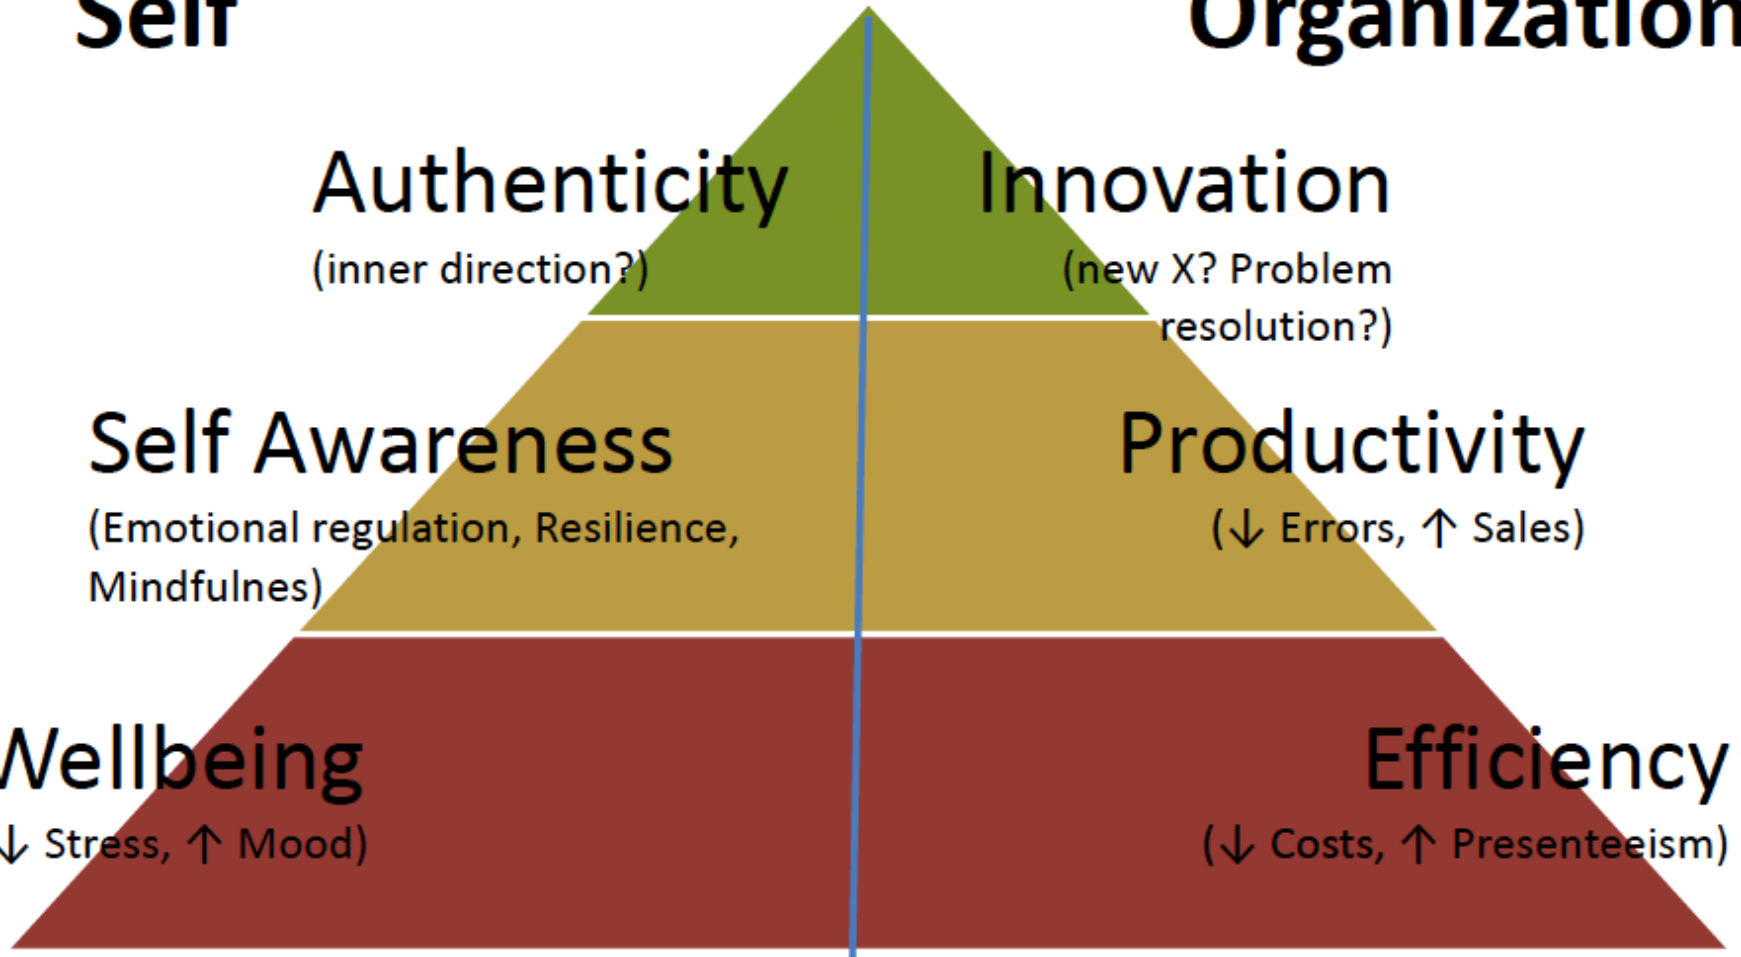 Self
Organization
Authenticity
Innovation
(inner direction?)
(new X? Problem
resolution?)
Self Awareness
Productivity
(Emotional regulation, Resilience,
Mindfulnes)
(↓ Errors, ↑ Sales)
Wellbeing
Efficiency
↓ Stress, ↑ Mood)
(↓ Costs, ↑ Presenteeism)